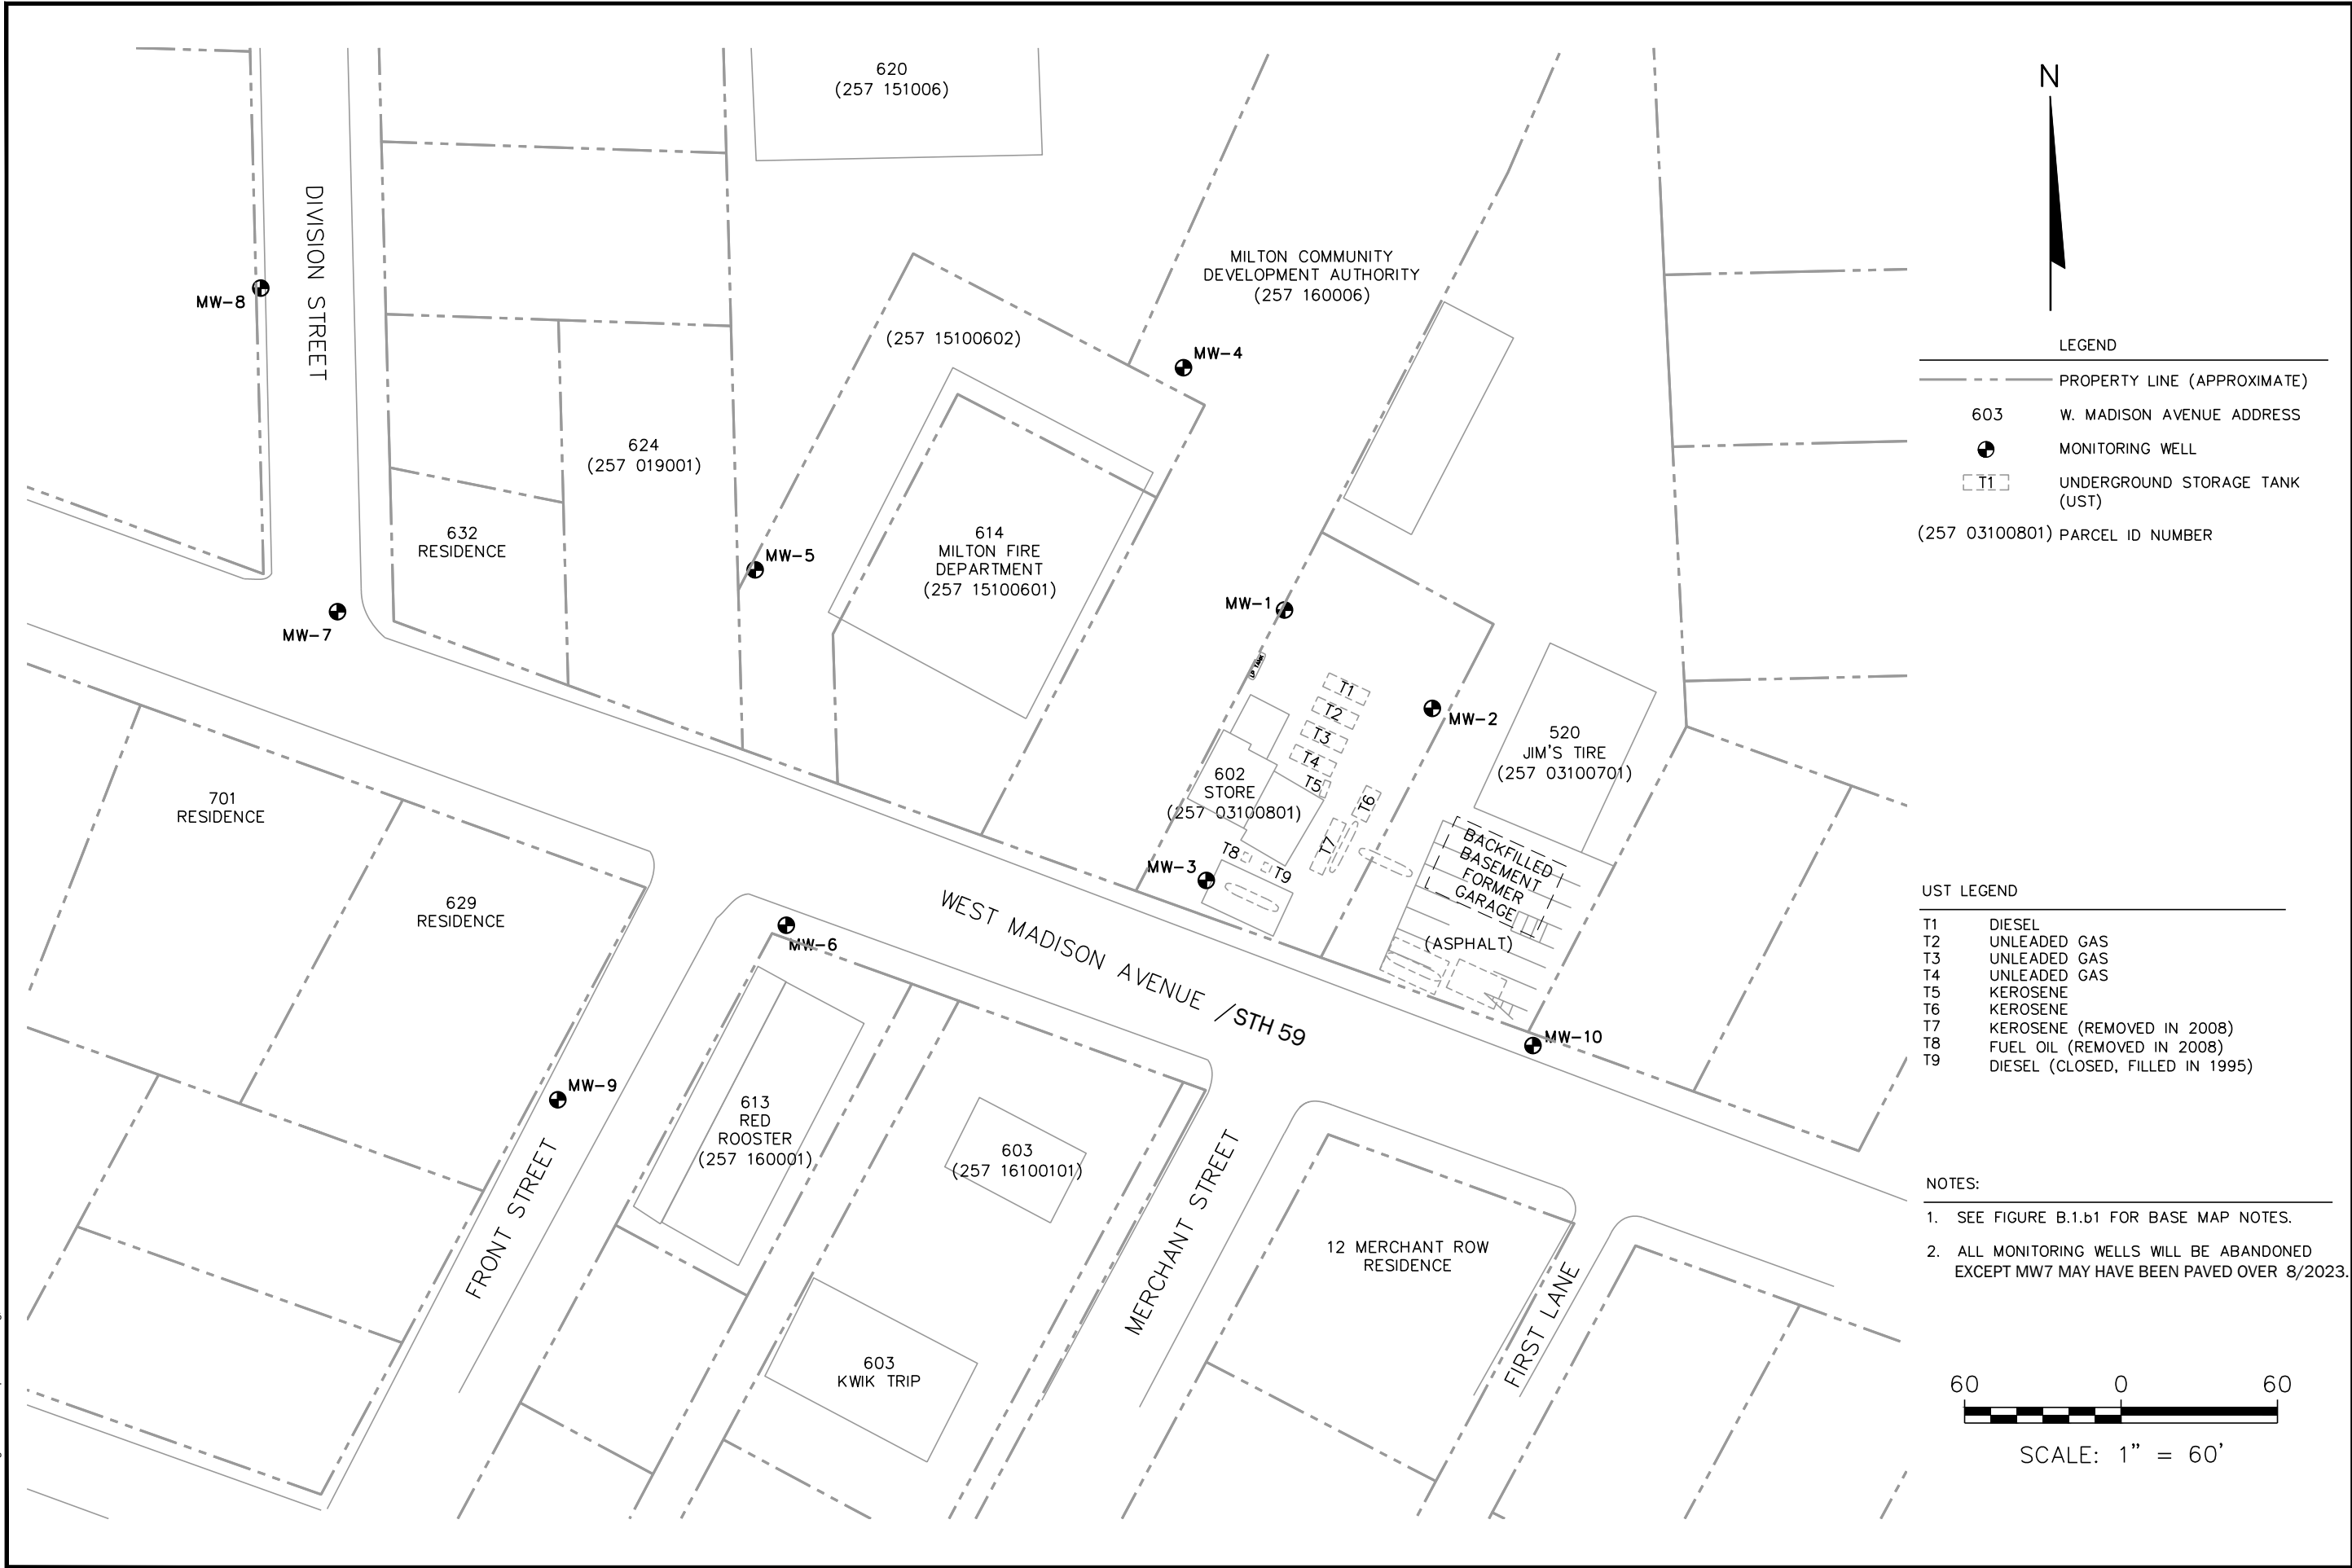 620
(257 151006)
N
DIVISION STREET
MILTON COMMUNITY
DEVELOPMENT AUTHORITY
(257 160006)
MW-8
(257 15100602)
MW-4
624
(257 019001)
632
RESIDENCE
MW-5
614
MILTON FIRE
DEPARTMENT
(257 15100601)
MW-7
MW-1
LP TANK
T1
T2
T3
T4
T5
T6
T7
T8
T9
MW-2
520
JIM'S TIRE
(257 03100701)
602
STORE
(257 03100801)
MW-3
BACKFILLED
BASEMENT
FORMER
GARAGE
(ASPHALT)
701
RESIDENCE
629
RESIDENCE
MW-6
WEST MADISON AVENUE /STH 59
MW-10
MW-9
613
RED
ROOSTER
(257 160001)
603
(257 16100101)
FRONT STREET
MERCHANT STREET
12 MERCHANT ROW
RESIDENCE
FIRST LANE
603
KWIK TRIP
LEGEND
PROPERTY LINE (APPROXIMATE)
603 W. MADISON AVENUE ADDRESS
MONITORING WELL
T1 UNDERGROUND STORAGE TANK
(UST)
(257 03100801) PARCEL ID NUMBER
UST LEGEND
T1 DIESEL
T2 UNLEADED GAS
T3 UNLEADED GAS
T4 UNLEADED GAS
T5 KEROSENE
T6 KEROSENE
T7 KEROSENE (REMOVED IN 2008)
T8 FUEL OIL (REMOVED IN 2008)
T9 DIESEL (CLOSED, FILLED IN 1995)
NOTES:
1. SEE FIGURE B.1.b1 FOR BASE MAP NOTES.
2. ALL MONITORING WELLS WILL BE ABANDONED
EXCEPT MW7 MAY HAVE BEEN PAVED OVER 8/2023.
60 0 60
SCALE: 1" = 60'